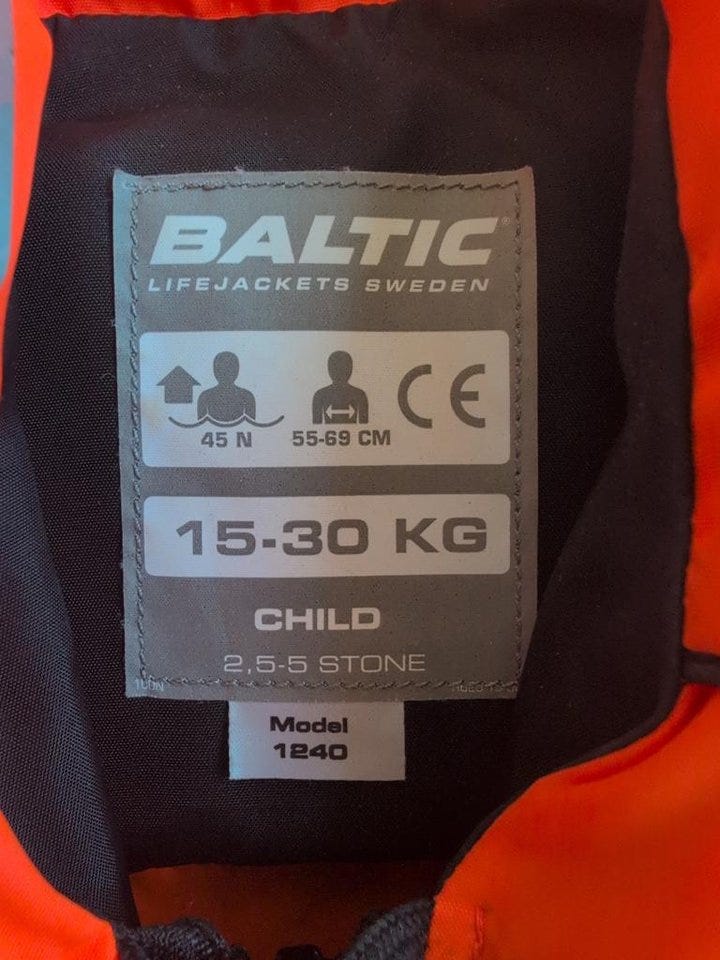 BALTIC®
LIFEJACKETS SWEDEN
45 N 55-69 CM CE
15-30 KG
CHILD
2,5-5 STONE
Model
1240